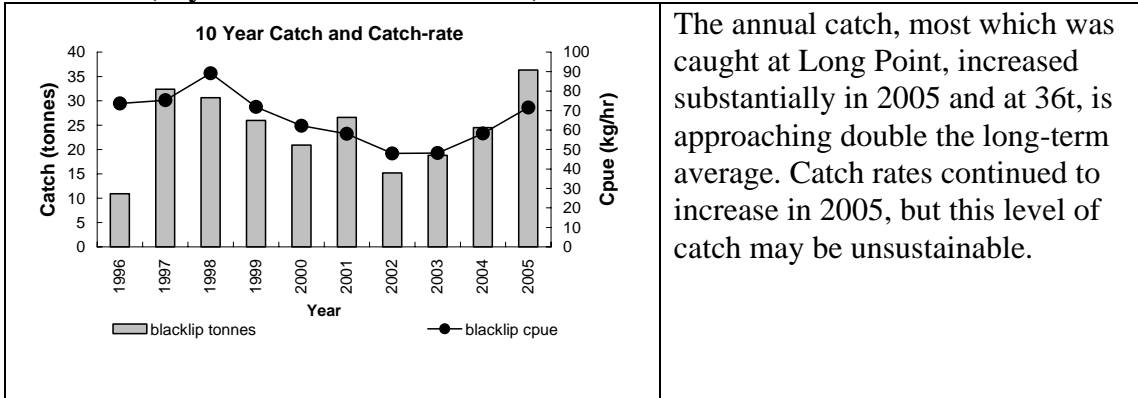 10 Year Catch and Catch-rate
40
35
30
25
20
15
10
5
0
Catch (tonnes)
100
90
80
70
60
50
40
30
20
10
0
Cpue (kg/hr)
1996
1997
1998
1999
2000
2001
2002
2003
2004
2005
Year
blacklip tonnes
blacklip cpue
The annual catch, most which was
caught at Long Point, increased
substantially in 2005 and at 36t, is
approaching double the long-term
average. Catch rates continued to
increase in 2005, but this level of
catch may be unsustainable.